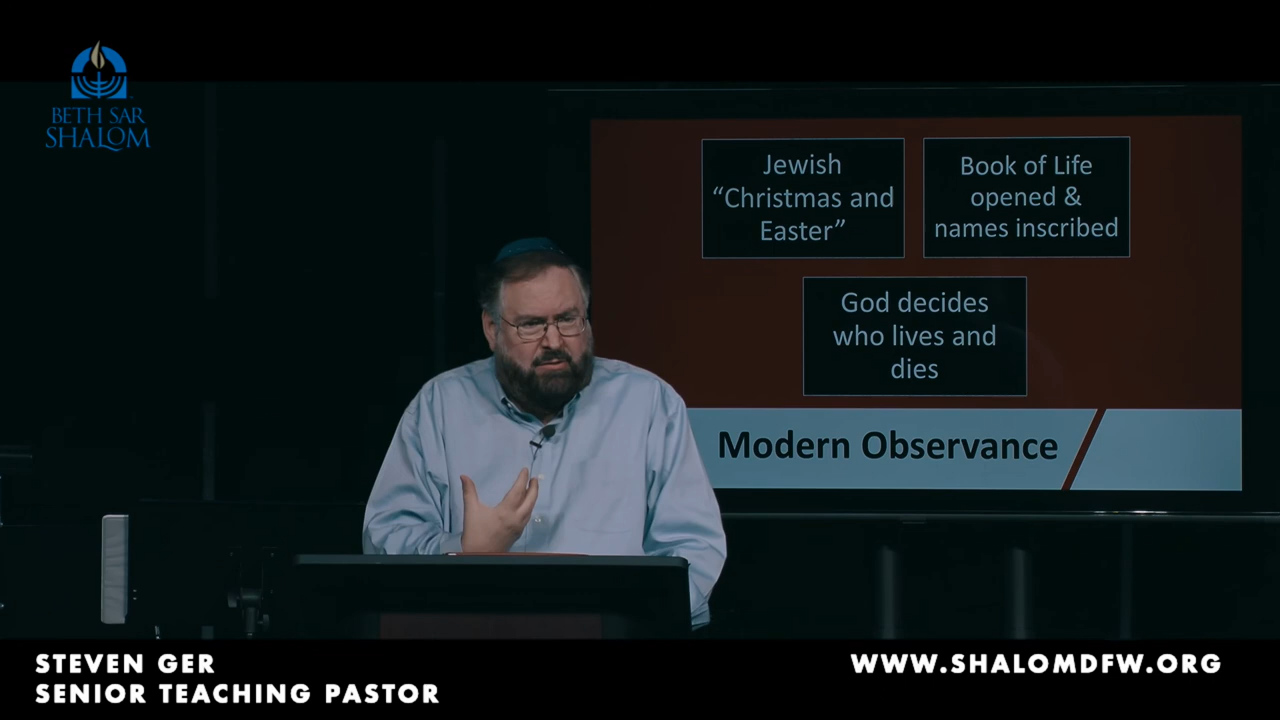 BETH SAR
SHALOM
Jewish
“Christmas and
Easter”
Book of Life
opened &
names inscribed
God decides
who lives and
dies
Modern Observance
STEVEN GER
SENIOR TEACHING PASTOR
WWW.SHALOMDFW.ORG